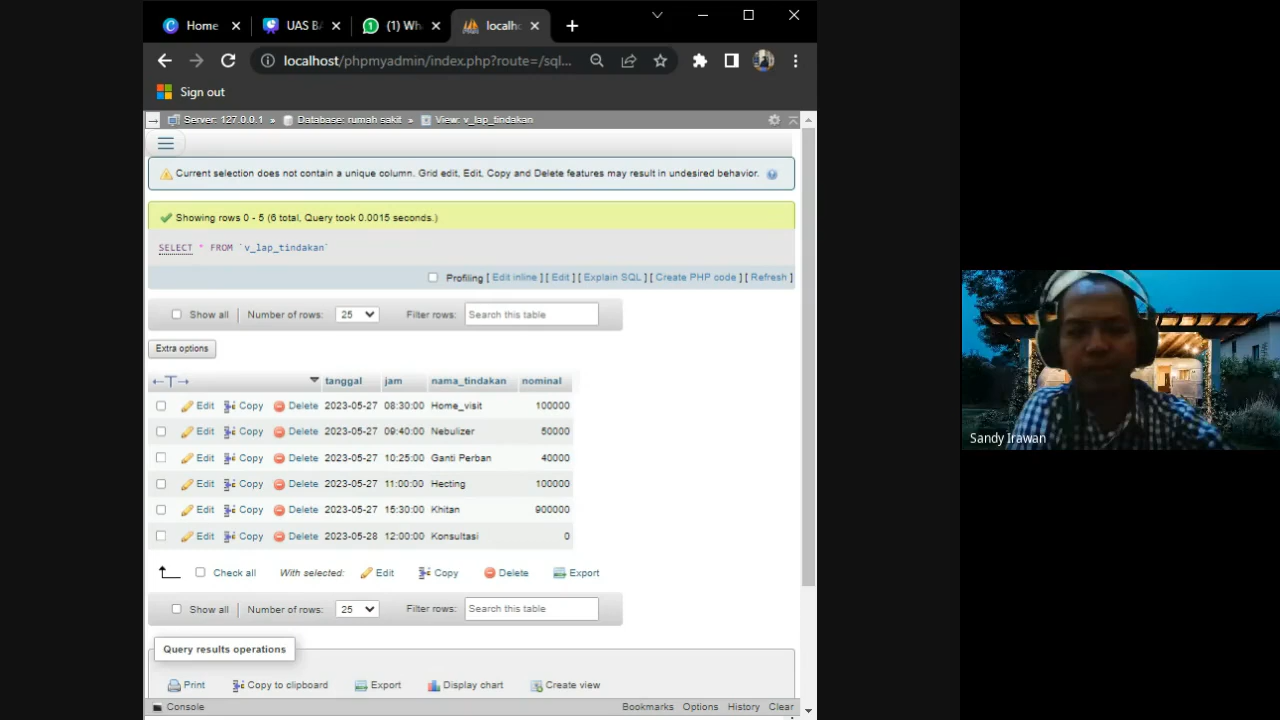 Home
UAS BA
(1) Wh
localho
localhost/phpmyadmin/index.php?route=/sql...
Sign out
Server: 127.0.0.1 » Database: rumah sakit » View: v_lap_tindakan
Current selection does not contain a unique column. Grid edit, Edit, Copy and Delete features may result in undesired behavior.
Showing rows 0 - 5 (6 total, Query took 0.0015 seconds.)
SELECT * FROM `v_lap_tindakan`
Profiling [ Edit inline ] [ Edit ] [ Explain SQL ] [ Create PHP code ] [ Refresh ]
Show all Number of rows: 25 Filter rows: Search this table
Extra options
tanggal jam nama_tindakan nominal
Edit Copy Delete 2023-05-27 08:30:00 Home_visit 100000
Edit Copy Delete 2023-05-27 09:40:00 Nebulizer 50000
Edit Copy Delete 2023-05-27 10:25:00 Ganti Perban 40000
Edit Copy Delete 2023-05-27 11:00:00 Hecting 100000
Edit Copy Delete 2023-05-27 15:30:00 Khitan 900000
Edit Copy Delete 2023-05-28 12:00:00 Konsultasi 0
Check all With selected: Edit Copy Delete Export
Show all Number of rows: 25 Filter rows: Search this table
Query results operations
Print Copy to clipboard Export Display chart Create view
Console Bookmarks Options History Clear
Sandy Irawan